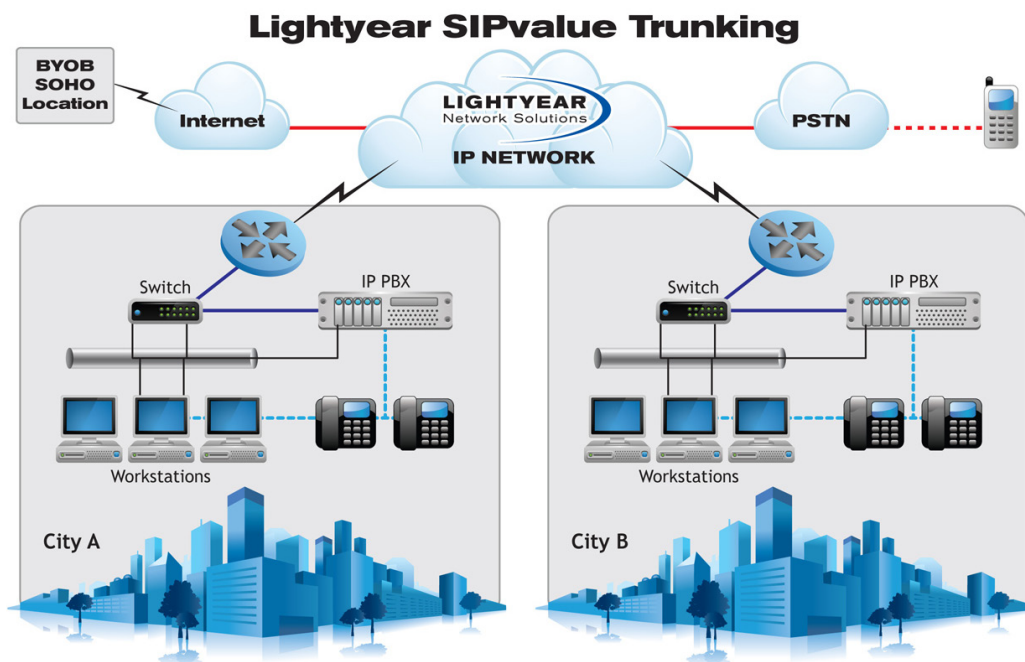 Lightyear SIPvalue Trunking
BYOB
SOHO
Location
Internet
LIGHTYEAR
Network Solutions
IP NETWORK
PSTN
Switch
IP PBX
Workstations
City A
Switch
IP PBX
Workstations
City B